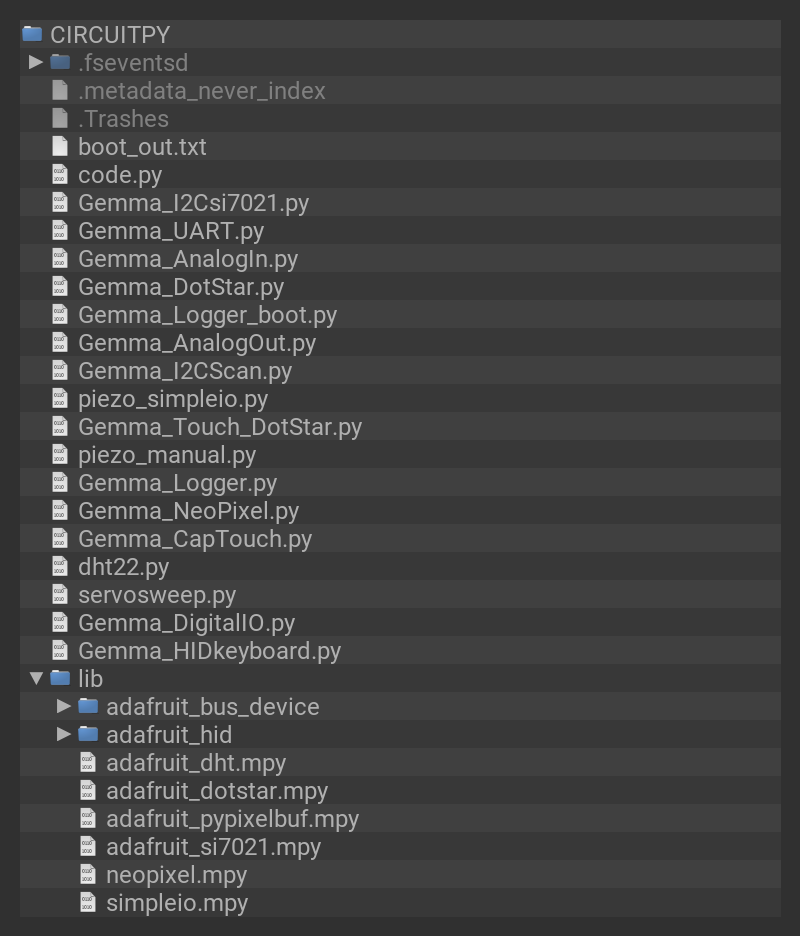 CIRCUITPY
.fseventsd
.metadata_never_index
.Trashes
boot_out.txt
code.py
Gemma_I2Csi7021.py
Gemma_UART.py
Gemma_AnalogIn.py
Gemma_DotStar.py
Gemma_Logger_boot.py
Gemma_AnalogOut.py
Gemma_I2CScan.py
piezo_simpleio.py
Gemma_Touch_DotStar.py
piezo_manual.py
Gemma_Logger.py
Gemma_NeoPixel.py
Gemma_CapTouch.py
dht22.py
servosweep.py
Gemma_DigitalIO.py
Gemma_HIDkeyboard.py
lib
adafruit_bus_device
adafruit_hid
adafruit_dht.mpy
adafruit_dotstar.mpy
adafruit_pypixelbuf.mpy
adafruit_si7021.mpy
neopixel.mpy
simpleio.mpy